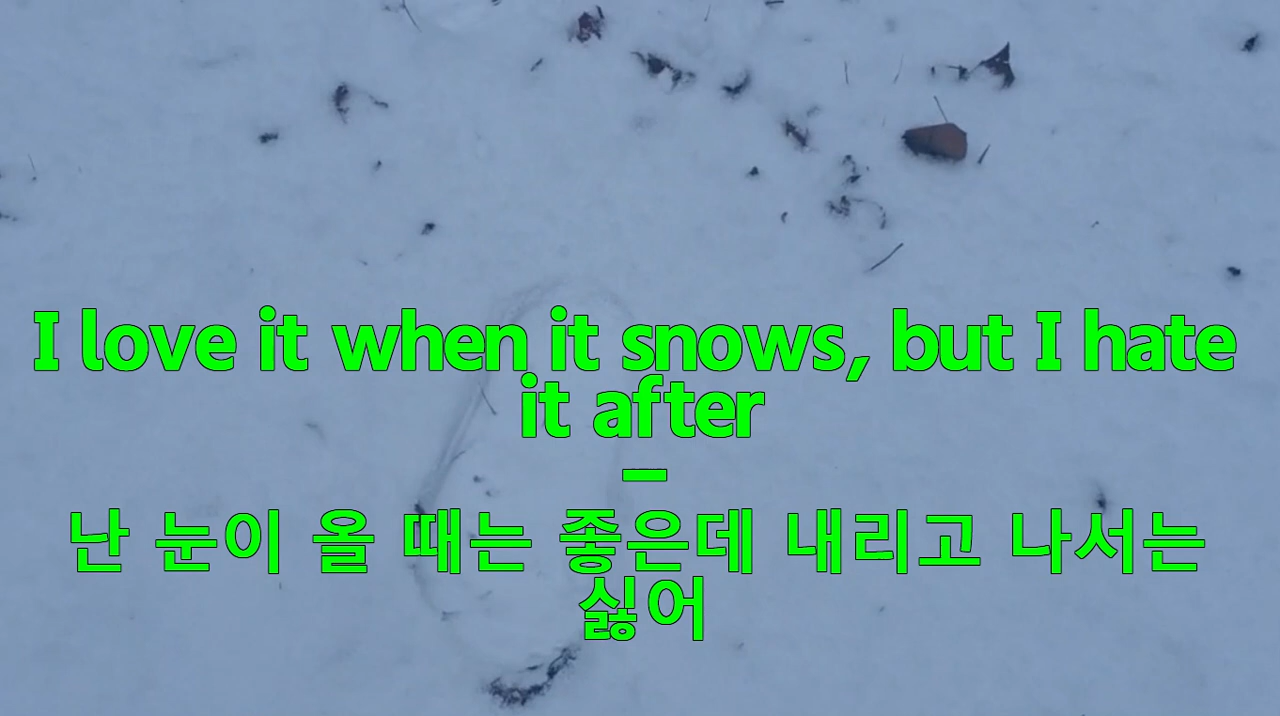 I love it when it snows, but I hate
it after
–
난 눈이 올 때는 좋은데 내리고 나서는
싫어